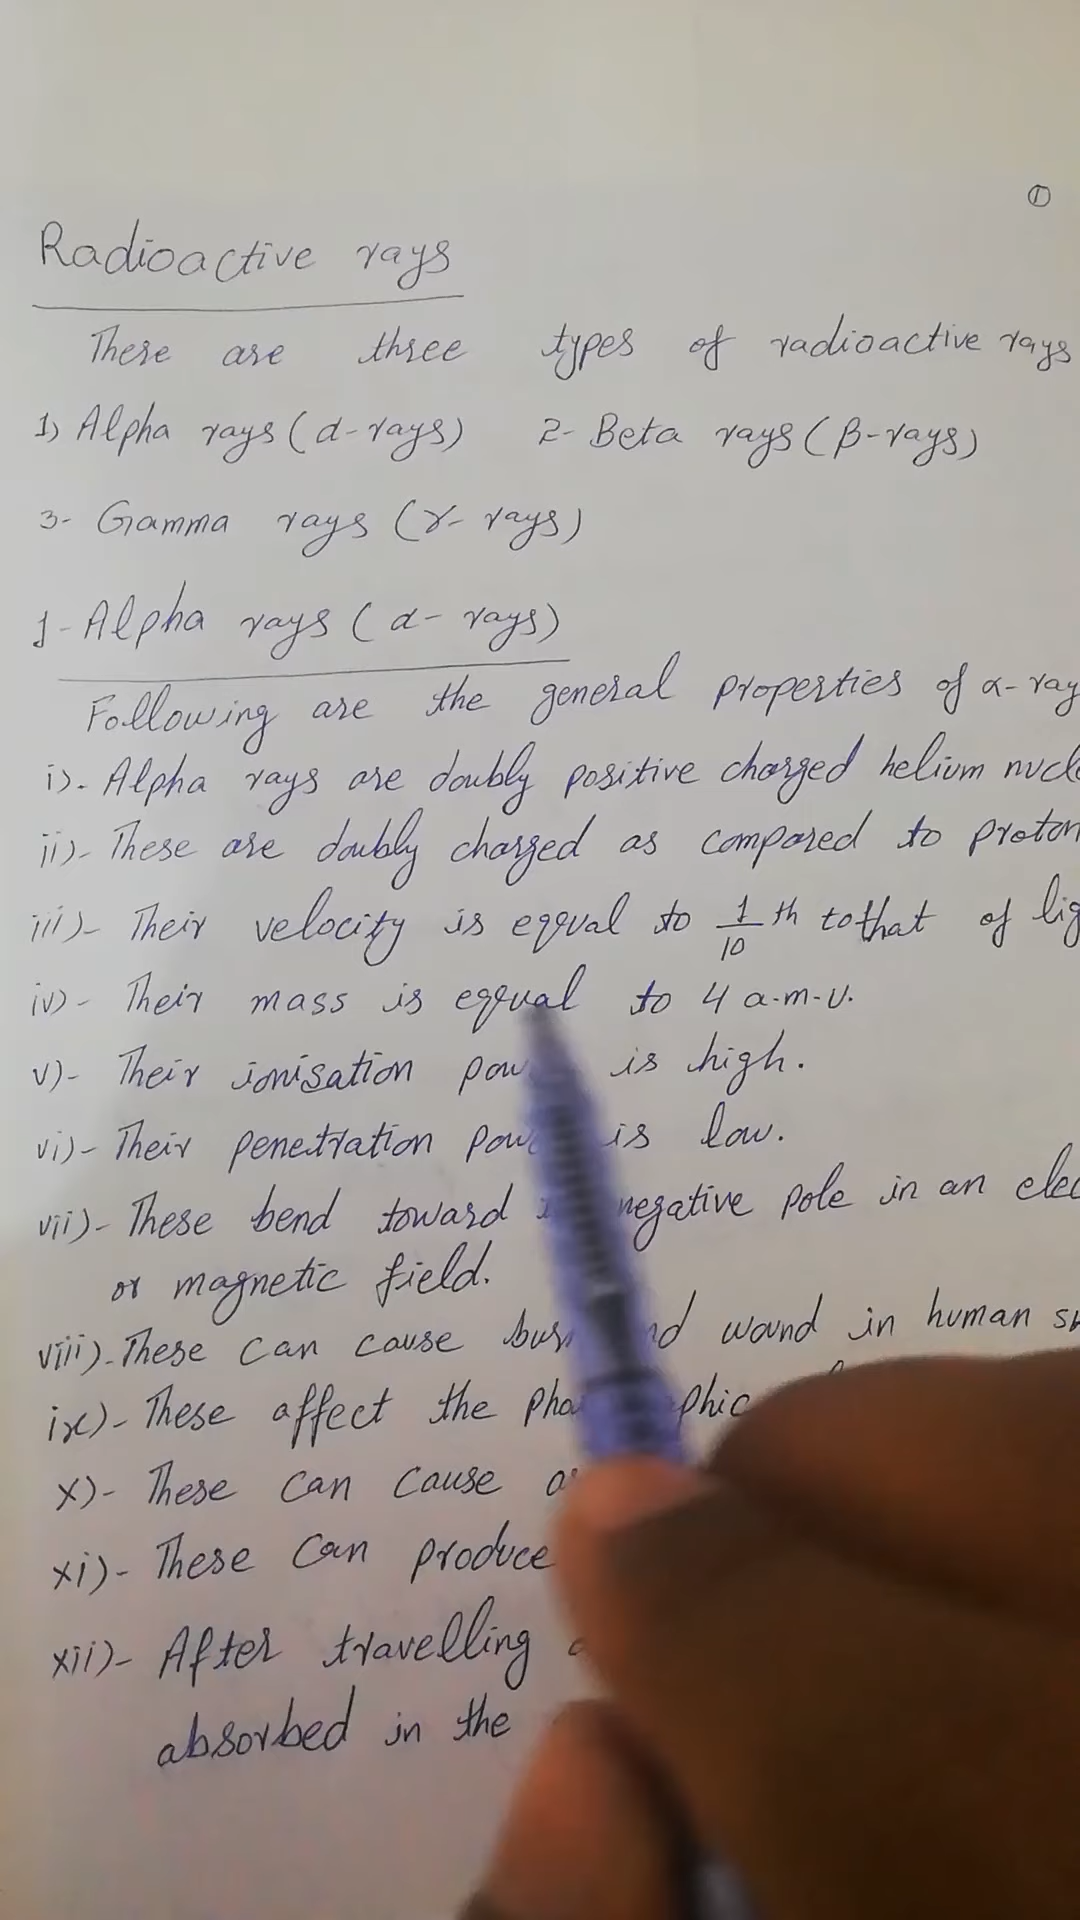 ①
Radioactive rays
There are three types of radioactive rays
1) Alpha rays (α-rays) 2- Beta rays (β-rays)
3- Gamma rays (γ- rays)
1- Alpha rays (α- rays)
Following are the general properties of α-ray
i)- Alpha rays are doubly positive charged helium nucle
ii)- These are doubly charged as compared to proton
iii)- Their velocity is equal to 1/10 th to that of lig
iv)- Their mass is equal to 4 a.m.u.
v)- Their ionisation pow is high.
vi)- Their penetration pow is low.
vii)- These bend toward negative pole in an elec
or magnetic field.
viii)- These can cause wound in human
ix)- These affect the
x)- These can cause
xi)- These can produce
xii)- After travelling
absorbed in the